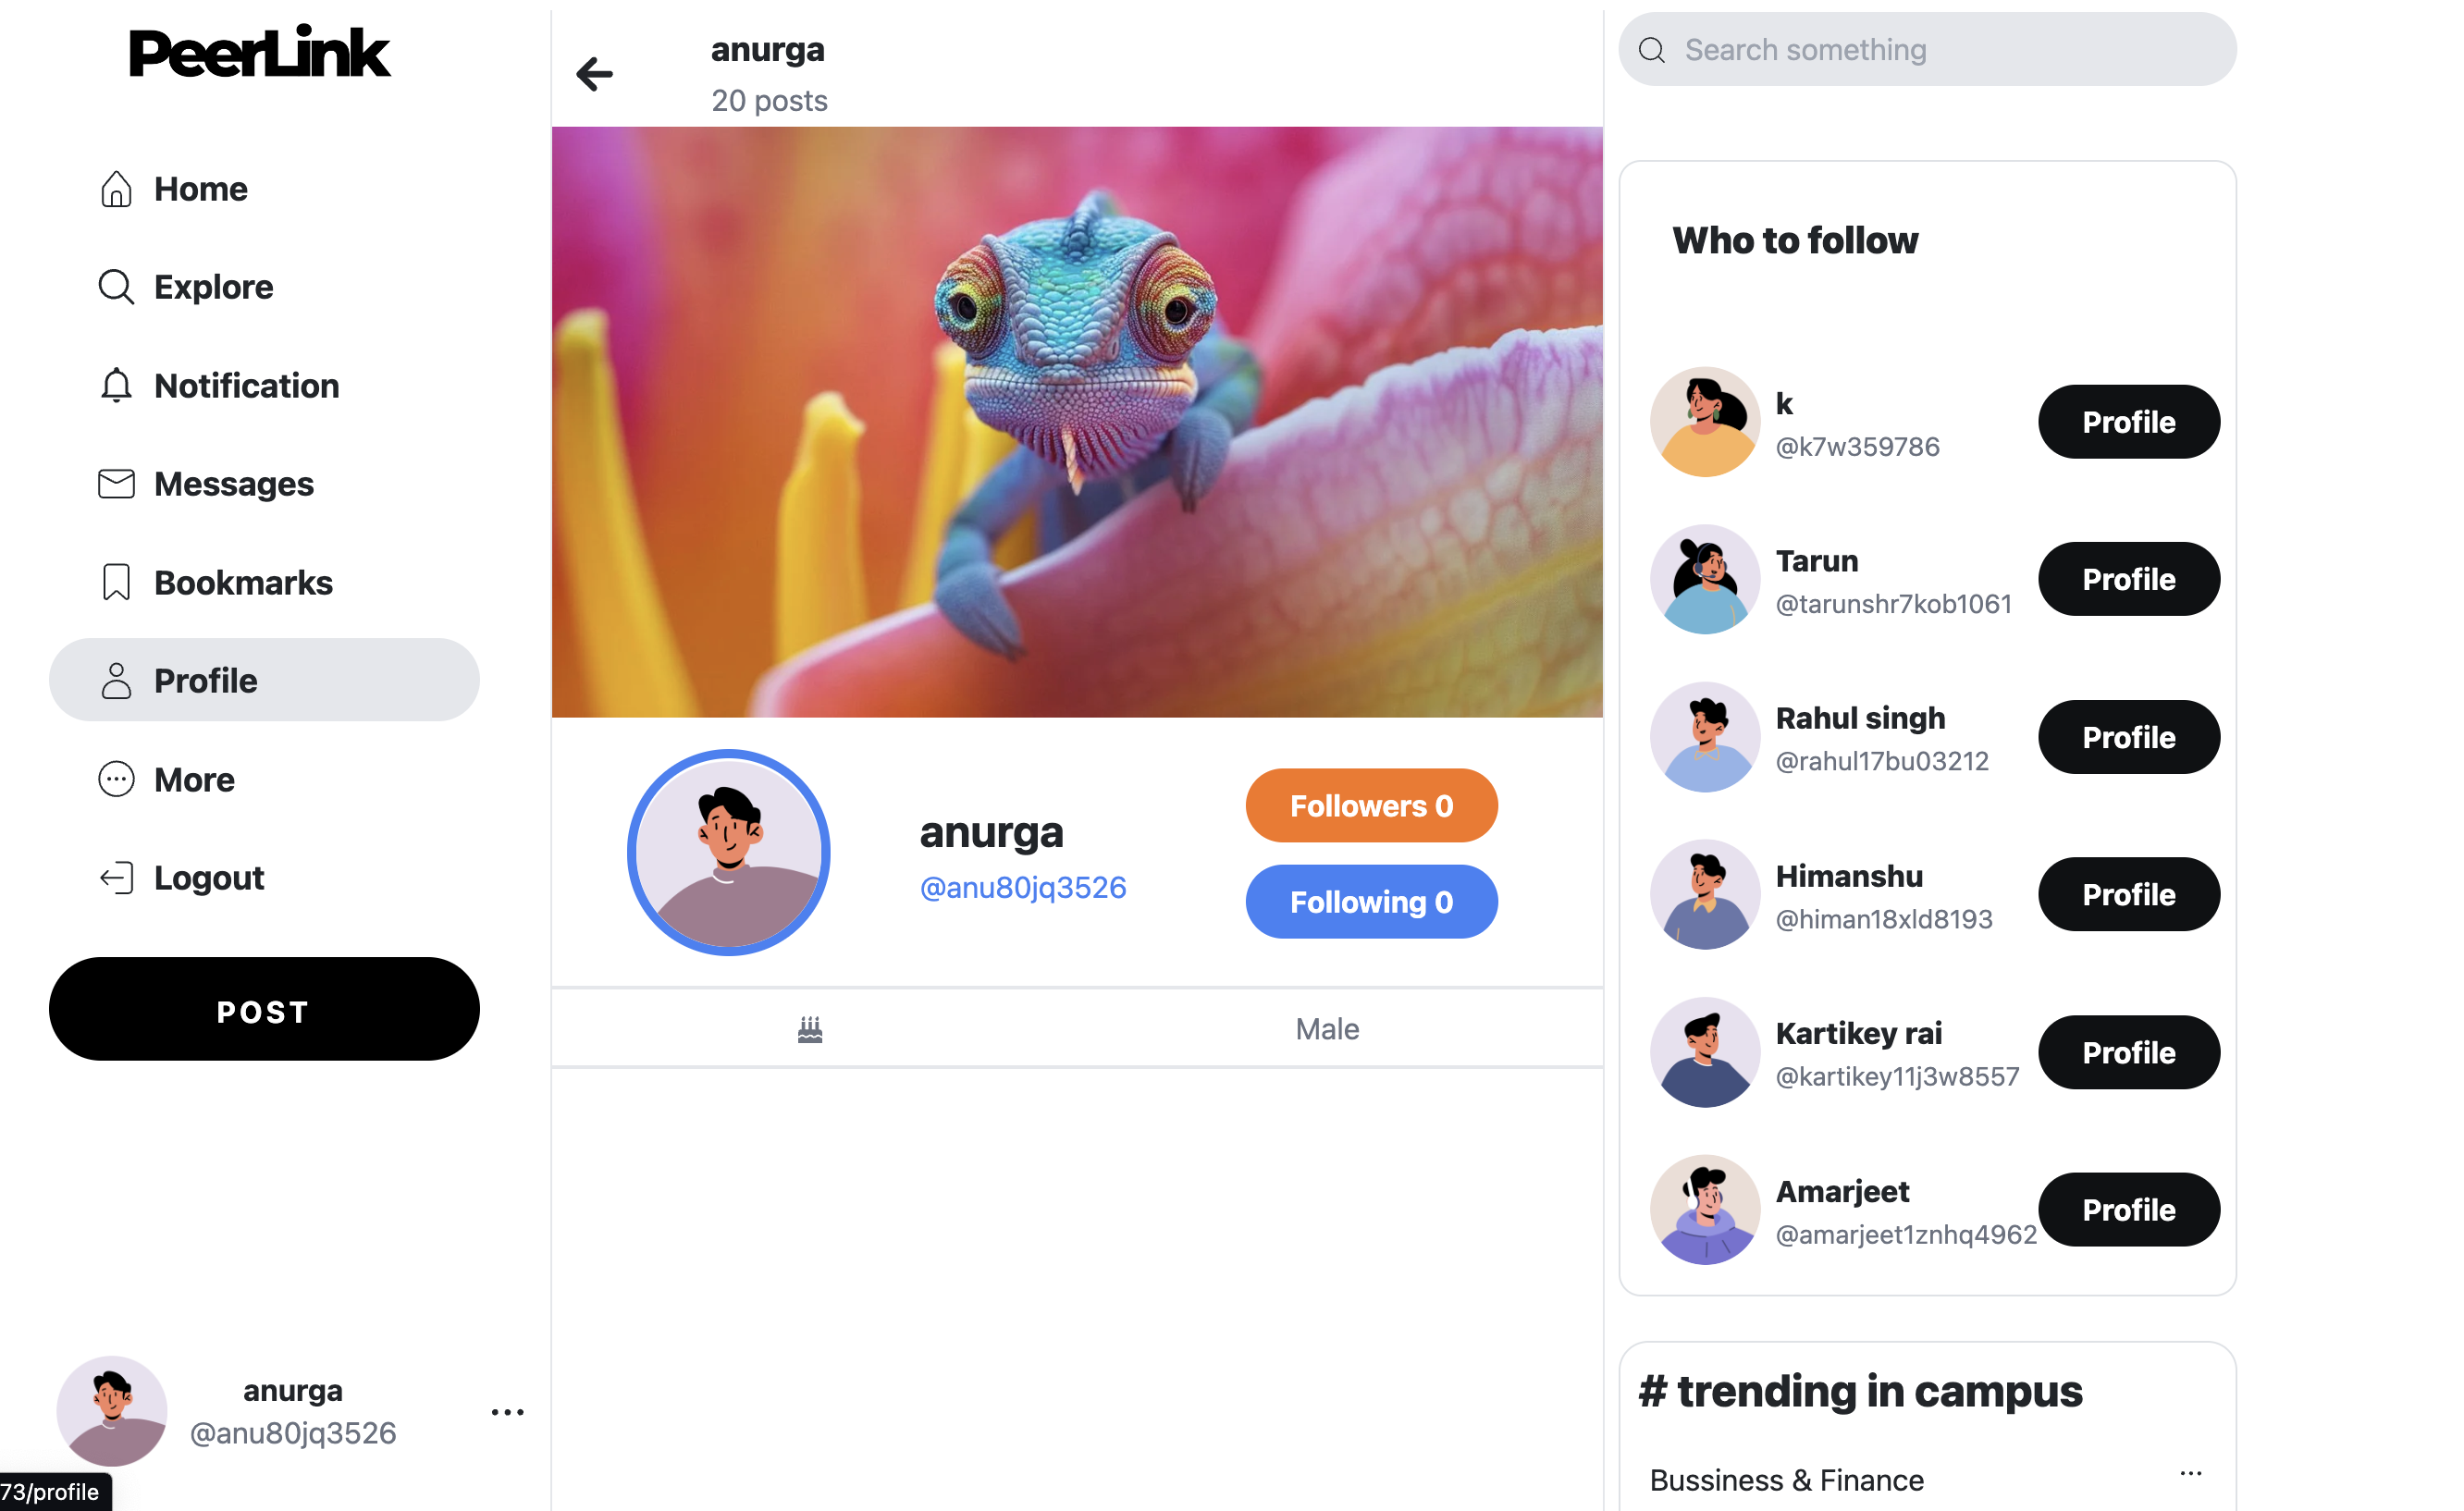 PeerLink
Home
Explore
Notification
Messages
Bookmarks
Profile
More
Logout
POST
anurga
@anu80jq3526
73/profile
anurga
20 posts
anurga
@anu80jq3526
Followers 0
Following 0
Male
Search something
Who to follow
k
@k7w359786
Profile
Tarun
@tarunshr7kob1061
Profile
Rahul singh
@rahul17bu03212
Profile
Himanshu
@himan18xld8193
Profile
Kartikey rai
@kartikey11j3w8557
Profile
Amarjeet
@amarjeet1znhq4962
Profile
# trending in campus
Bussiness & Finance